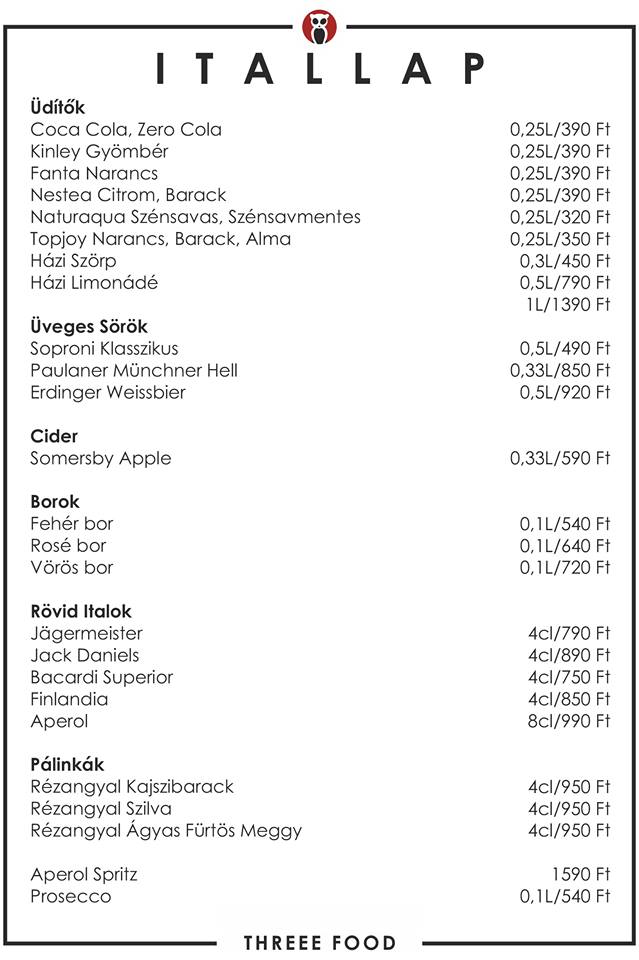 ITALLAP
Üdítők
Coca Cola, Zero Cola 0,25L/390 Ft
Kinley Gyömbér 0,25L/390 Ft
Fanta Narancs 0,25L/390 Ft
Nestea Citrom, Barack 0,25L/390 Ft
Naturaqua Szénsavas, Szénsavmentes 0,25L/320 Ft
Topjoy Narancs, Barack, Alma 0,25L/350 Ft
Házi Szörp 0,3L/450 Ft
Házi Limonádé 0,5L/790 Ft
1L/1390 Ft
Üveges Sörök
Soproni Klasszikus 0,5L/490 Ft
Paulaner Münchner Hell 0,33L/850 Ft
Erdinger Weissbier 0,5L/920 Ft
Cider
Somersby Apple 0,33L/590 Ft
Borok
Fehér bor 0,1L/540 Ft
Rosé bor 0,1L/640 Ft
Vörös bor 0,1L/720 Ft
Rövid Italok
Jägermeister 4cl/790 Ft
Jack Daniels 4cl/890 Ft
Bacardi Superior 4cl/750 Ft
Finlandia 4cl/850 Ft
Aperol 8cl/990 Ft
Pálinkák
Rézangyal Kajszibarack 4cl/950 Ft
Rézangyal Szilva 4cl/950 Ft
Rézangyal Ágyas Fürtös Meggy 4cl/950 Ft
Aperol Spritz 1590 Ft
Prosecco 0,1L/540 Ft
THREEE FOOD